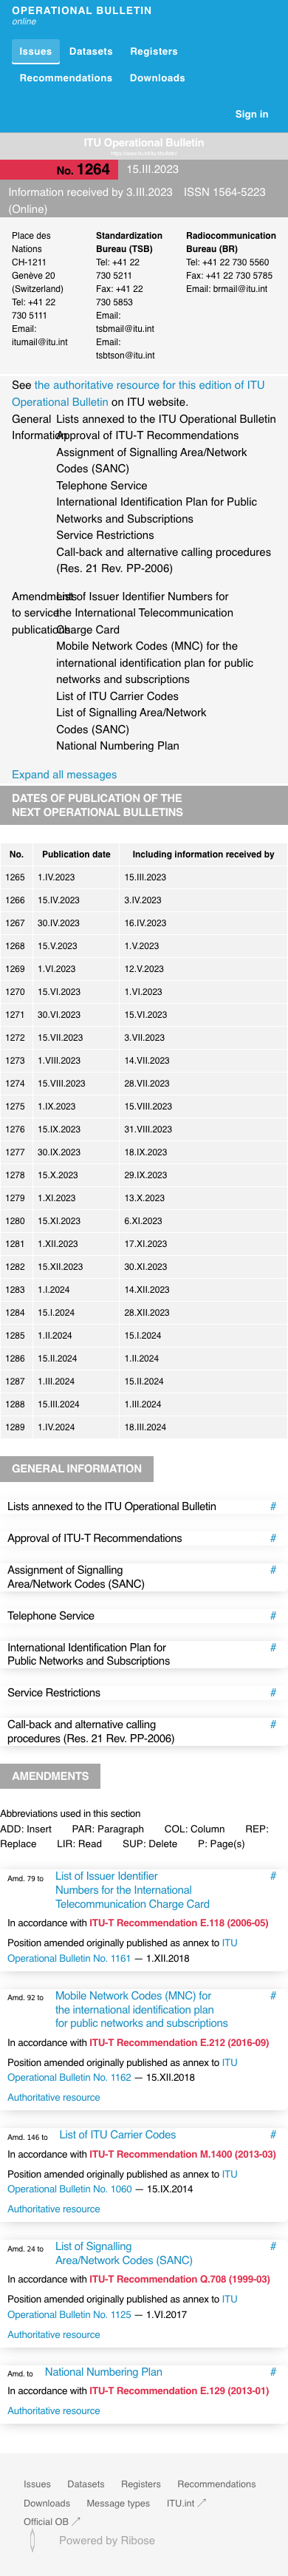 OPERATIONAL BULLETIN
online
Issues Datasets Registers
Recommendations Downloads
Sign in
ITU Operational Bulletin
No. 1264 15.III.2023
Information received by 3.III.2023 ISSN 1564-5223
(Online)
Place des
Nations
CH-1211
Genève 20
(Switzerland)
Tel: +41 22
730 5111
Email:
itumail@itu.int
Standardization
Bureau (TSB)
Tel: +41 22
730 5211
Fax: +41 22
730 5853
Email:
tsbmail@itu.int
Email:
tsbtson@itu.int
Radiocommunication
Bureau (BR)
Tel: +41 22 730 5560
Fax: +41 22 730 5785
Email: brmail@itu.int
See the authoritative resource for this edition of ITU
Operational Bulletin on ITU website.
General
Information
Lists annexed to the ITU Operational Bulletin
Approval of ITU-T Recommendations
Assignment of Signalling Area/Network
Codes (SANC)
Telephone Service
International Identification Plan for Public
Networks and Subscriptions
Service Restrictions
Call-back and alternative calling procedures
(Res. 21 Rev. PP-2006)
Amendments
to service
publications
List of Issuer Identifier Numbers for
the International Telecommunication
Charge Card
Mobile Network Codes (MNC) for the
international identification plan for public
networks and subscriptions
List of ITU Carrier Codes
List of Signalling Area/Network
Codes (SANC)
National Numbering Plan
Expand all messages
DATES OF PUBLICATION OF THE
NEXT OPERATIONAL BULLETINS
No. Publication date Including information received by
1265 1.IV.2023 15.III.2023
1266 15.IV.2023 3.IV.2023
1267 30.IV.2023 16.IV.2023
1268 15.V.2023 1.V.2023
1269 1.VI.2023 12.V.2023
1270 15.VI.2023 1.VI.2023
1271 30.VI.2023 15.VI.2023
1272 15.VII.2023 3.VII.2023
1273 1.VIII.2023 14.VII.2023
1274 15.VIII.2023 28.VII.2023
1275 1.IX.2023 15.VIII.2023
1276 15.IX.2023 31.VIII.2023
1277 30.IX.2023 18.IX.2023
1278 15.X.2023 29.IX.2023
1279 1.XI.2023 13.X.2023
1280 15.XI.2023 6.XI.2023
1281 1.XII.2023 17.XI.2023
1282 15.XII.2023 30.XI.2023
1283 1.I.2024 14.XII.2023
1284 15.I.2024 28.XII.2023
1285 1.II.2024 15.I.2024
1286 15.II.2024 1.II.2024
1287 1.III.2024 15.II.2024
1288 15.III.2024 1.III.2024
1289 1.IV.2024 18.III.2024
GENERAL INFORMATION
Lists annexed to the ITU Operational Bulletin #
Approval of ITU-T Recommendations #
Assignment of Signalling #
Area/Network Codes (SANC)
Telephone Service #
International Identification Plan for #
Public Networks and Subscriptions
Service Restrictions #
Call-back and alternative calling #
procedures (Res. 21 Rev. PP-2006)
AMENDMENTS
Abbreviations used in this section
ADD: Insert PAR: Paragraph COL: Column REP:
Replace LIR: Read SUP: Delete P: Page(s)
Amd. 79 to List of Issuer Identifier #
Numbers for the International
Telecommunication Charge Card
In accordance with ITU-T Recommendation E.118 (2006-05)
Position amended originally published as annex to ITU
Operational Bulletin No. 1161 — 1.XII.2018
Amd. 92 to Mobile Network Codes (MNC) for #
the international identification plan
for public networks and subscriptions
In accordance with ITU-T Recommendation E.212 (2016-09)
Position amended originally published as annex to ITU
Operational Bulletin No. 1162 — 15.XII.2018
Authoritative resource
Amd. 146 to List of ITU Carrier Codes #
In accordance with ITU-T Recommendation M.1400 (2013-03)
Position amended originally published as annex to ITU
Operational Bulletin No. 1060 — 15.IX.2014
Authoritative resource
Amd. 24 to List of Signalling #
Area/Network Codes (SANC)
In accordance with ITU-T Recommendation Q.708 (1999-03)
Position amended originally published as annex to ITU
Operational Bulletin No. 1125 — 1.VI.2017
Authoritative resource
Amd. to National Numbering Plan #
In accordance with ITU-T Recommendation E.129 (2013-01)
Authoritative resource
Issues Datasets Registers Recommendations
Downloads Message types ITU.int ↗
Official OB ↗
Powered by Ribose